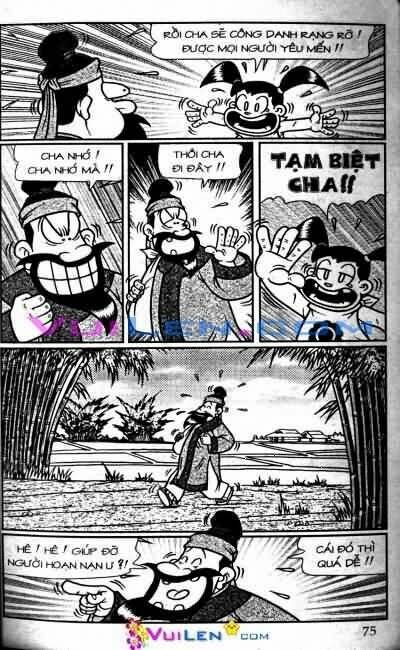 RỒI CHA SẼ CÔNG DANH RẠNG RỠ !
ĐƯỢC MỌI NGƯỜI YÊU MẾN !!
CHA NHỚ !
CHA NHỚ MÀ !!
THÔI CHA
ĐI ĐÂY !!
TẠM BIỆT
CHA!!
VUILEN.COM
HÊ ! HÊ ! GIÚP ĐỠ
NGƯỜI HOẠN NẠN Ư ?!
CÁI ĐÓ THÌ
QUÁ DỄ !!
75
VUILEN.COM